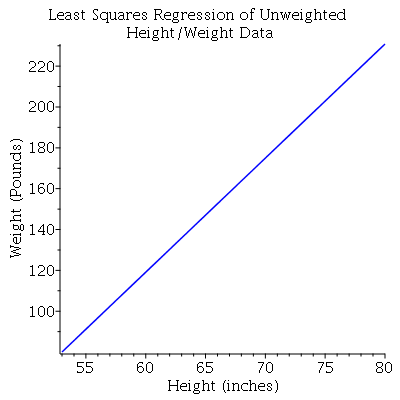 Least Squares Regression of Unweighted
Height/Weight Data
220
200
180
160
140
120
100
Weight (Pounds)
55 60 65 70 75 80
Height (inches)